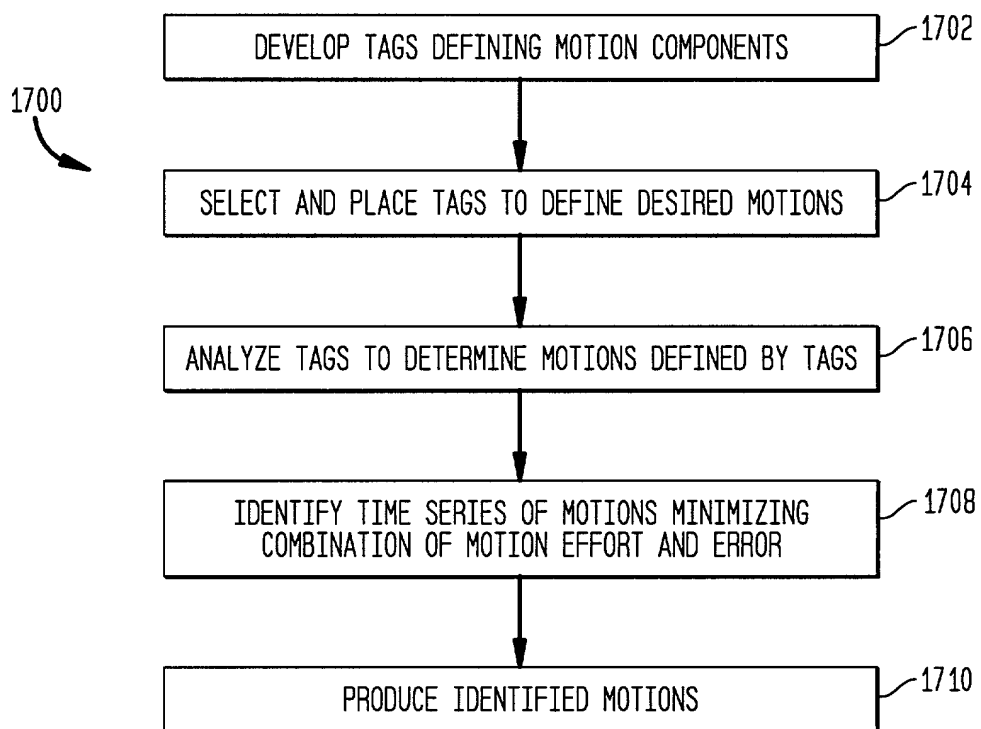 DEVELOP TAGS DEFINING MOTION COMPONENTS
1702
1700
SELECT AND PLACE TAGS TO DEFINE DESIRED MOTIONS
1704
ANALYZE TAGS TO DETERMINE MOTIONS DEFINED BY TAGS
1706
IDENTIFY TIME SERIES OF MOTIONS MINIMIZING
COMBINATION OF MOTION EFFORT AND ERROR
1708
PRODUCE IDENTIFIED MOTIONS
1710